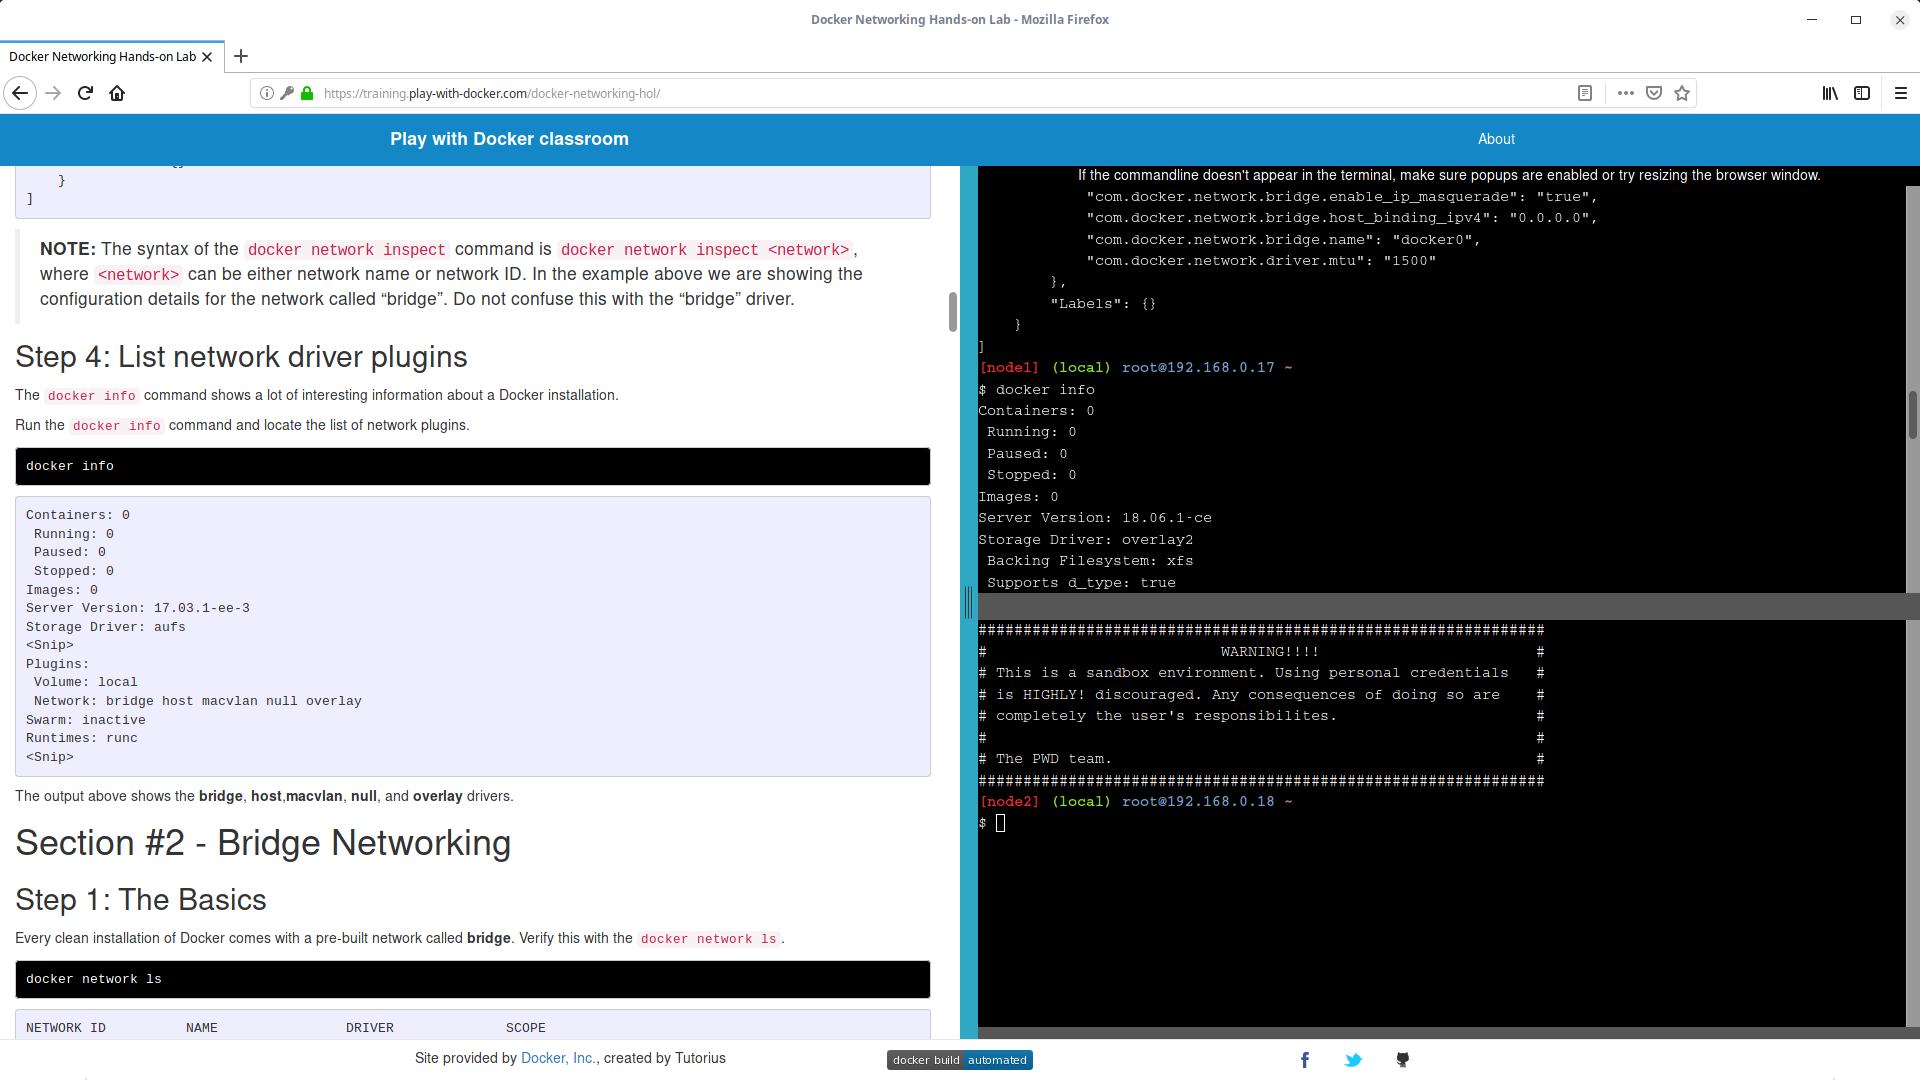 Docker Networking Hands-on Lab - Mozilla Firefox
Docker Networking Hands-on Lab
https://training.play-with-docker.com/docker-networking-hol/
Play with Docker classroom
About
}
]
NOTE: The syntax of the docker network inspect command is docker network inspect <network>,
where <network> can be either network name or network ID. In the example above we are showing the
configuration details for the network called “bridge”. Do not confuse this with the “bridge” driver.
Step 4: List network driver plugins
The docker info command shows a lot of interesting information about a Docker installation.
Run the docker info command and locate the list of network plugins.
docker info
Containers: 0
Running: 0
Paused: 0
Stopped: 0
Images: 0
Server Version: 17.03.1-ee-3
Storage Driver: aufs
<Snip>
Plugins:
Volume: local
Network: bridge host macvlan null overlay
Swarm: inactive
Runtimes: runc
<Snip>
The output above shows the bridge, host,macvlan, null, and overlay drivers.
Section #2 - Bridge Networking
Step 1: The Basics
Every clean installation of Docker comes with a pre-built network called bridge. Verify this with the docker network ls.
docker network ls
NETWORK ID NAME DRIVER SCOPE
If the commandline doesn't appear in the terminal, make sure popups are enabled or try resizing the browser window.
"com.docker.network.bridge.enable_ip_masquerade": "true",
"com.docker.network.bridge.host_binding_ipv4": "0.0.0.0",
"com.docker.network.bridge.name": "docker0",
"com.docker.network.driver.mtu": "1500"
},
"Labels": {}
}
]
[node1] (local) root@192.168.0.17 ~
$ docker info
Containers: 0
Running: 0
Paused: 0
Stopped: 0
Images: 0
Server Version: 18.06.1-ce
Storage Driver: overlay2
Backing Filesystem: xfs
Supports d_type: true
###############################################################
# WARNING!!!! #
# This is a sandbox environment. Using personal credentials #
# is HIGHLY! discouraged. Any consequences of doing so are #
# completely the user's responsibilites. #
# #
# The PWD team. #
###############################################################
[node2] (local) root@192.168.0.18 ~
$
Site provided by Docker, Inc., created by Tutorius
docker build automated